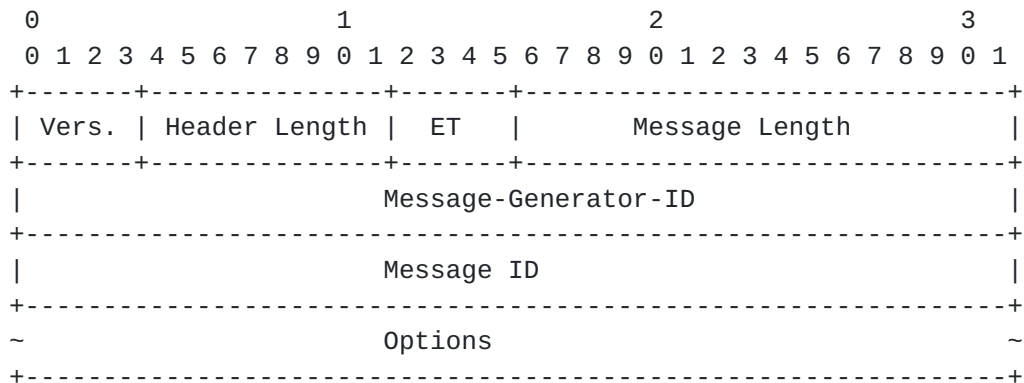 0                   1                   2                   3
 0 1 2 3 4 5 6 7 8 9 0 1 2 3 4 5 6 7 8 9 0 1 2 3 4 5 6 7 8 9 0 1
+-------+---------------+-------+-------------------------------+
| Vers. | Header Length |  ET   |       Message Length          |
+-------+---------------+-------+-------------------------------+
|                       Message-Generator-ID                    |
+---------------------------------------------------------------+
|                       Message ID                              |
+---------------------------------------------------------------+
~                       Options                                 ~
+---------------------------------------------------------------+